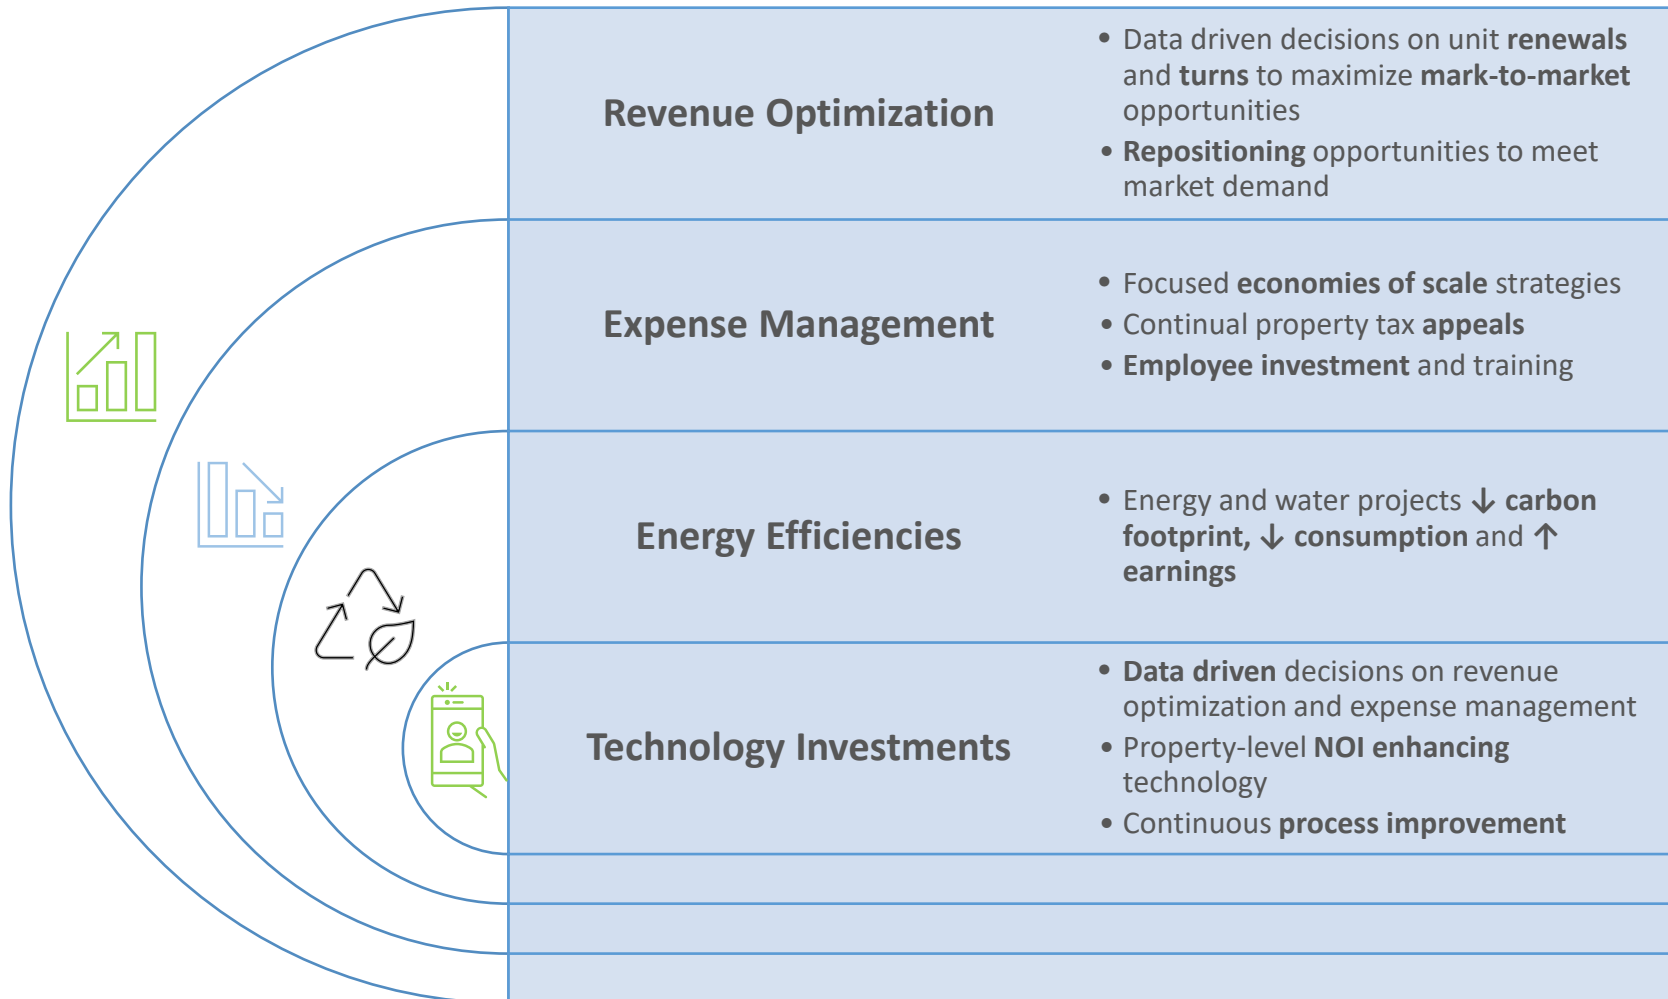 Revenue Optimization
• Data driven decisions on unit renewals
and turns to maximize mark-to-market
opportunities
• Repositioning opportunities to meet
market demand
Expense Management
• Focused economies of scale strategies
• Continual property tax appeals
• Employee investment and training
Energy Efficiencies
• Energy and water projects ↓ carbon
footprint, ↓ consumption and ↑
earnings
Technology Investments
• Data driven decisions on revenue
optimization and expense management
• Property-level NOI enhancing
technology
• Continuous process improvement